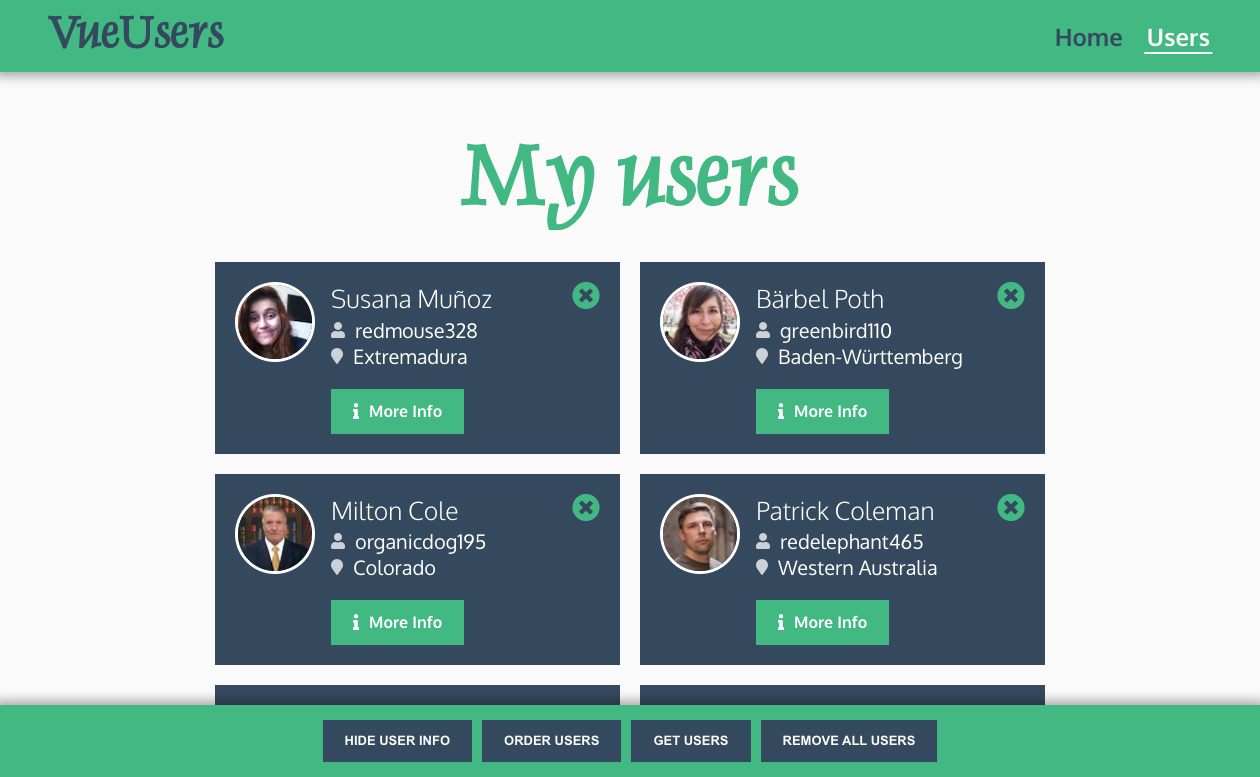 VueUsers
Home Users
My users
Susana Muñoz
redmouse328
Extremadura
More Info
Bärbel Poth
greenbird110
Baden-Württemberg
More Info
Milton Cole
organicdog195
Colorado
More Info
Patrick Coleman
redelephant465
Western Australia
More Info
HIDE USER INFO ORDER USERS GET USERS REMOVE ALL USERS